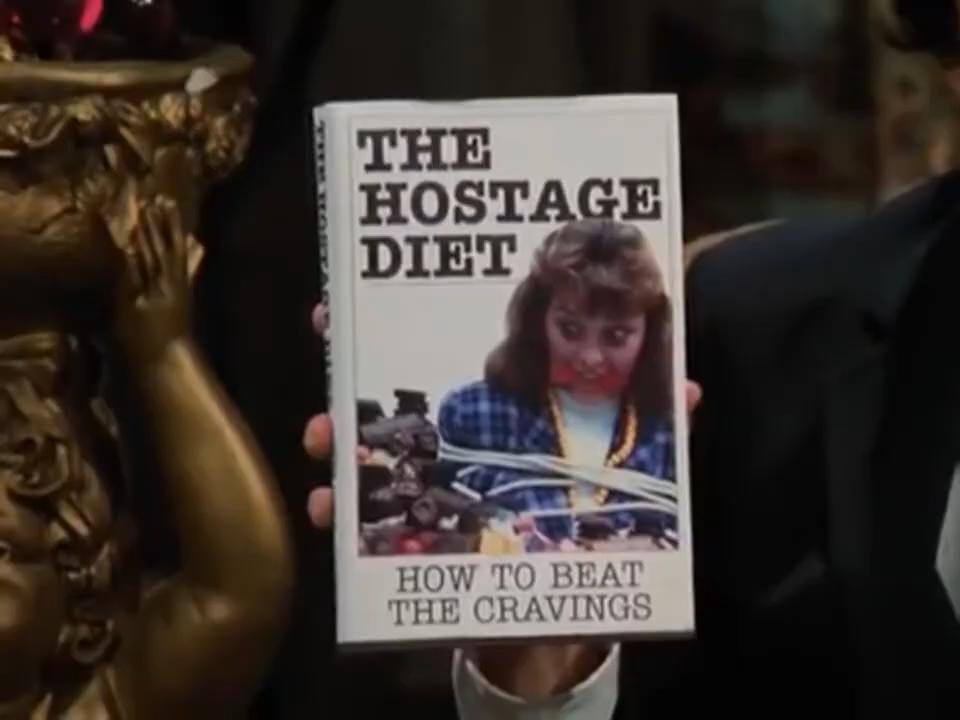 THE
HOSTAGE
DIET
HOW TO BEAT
THE CRAVINGS